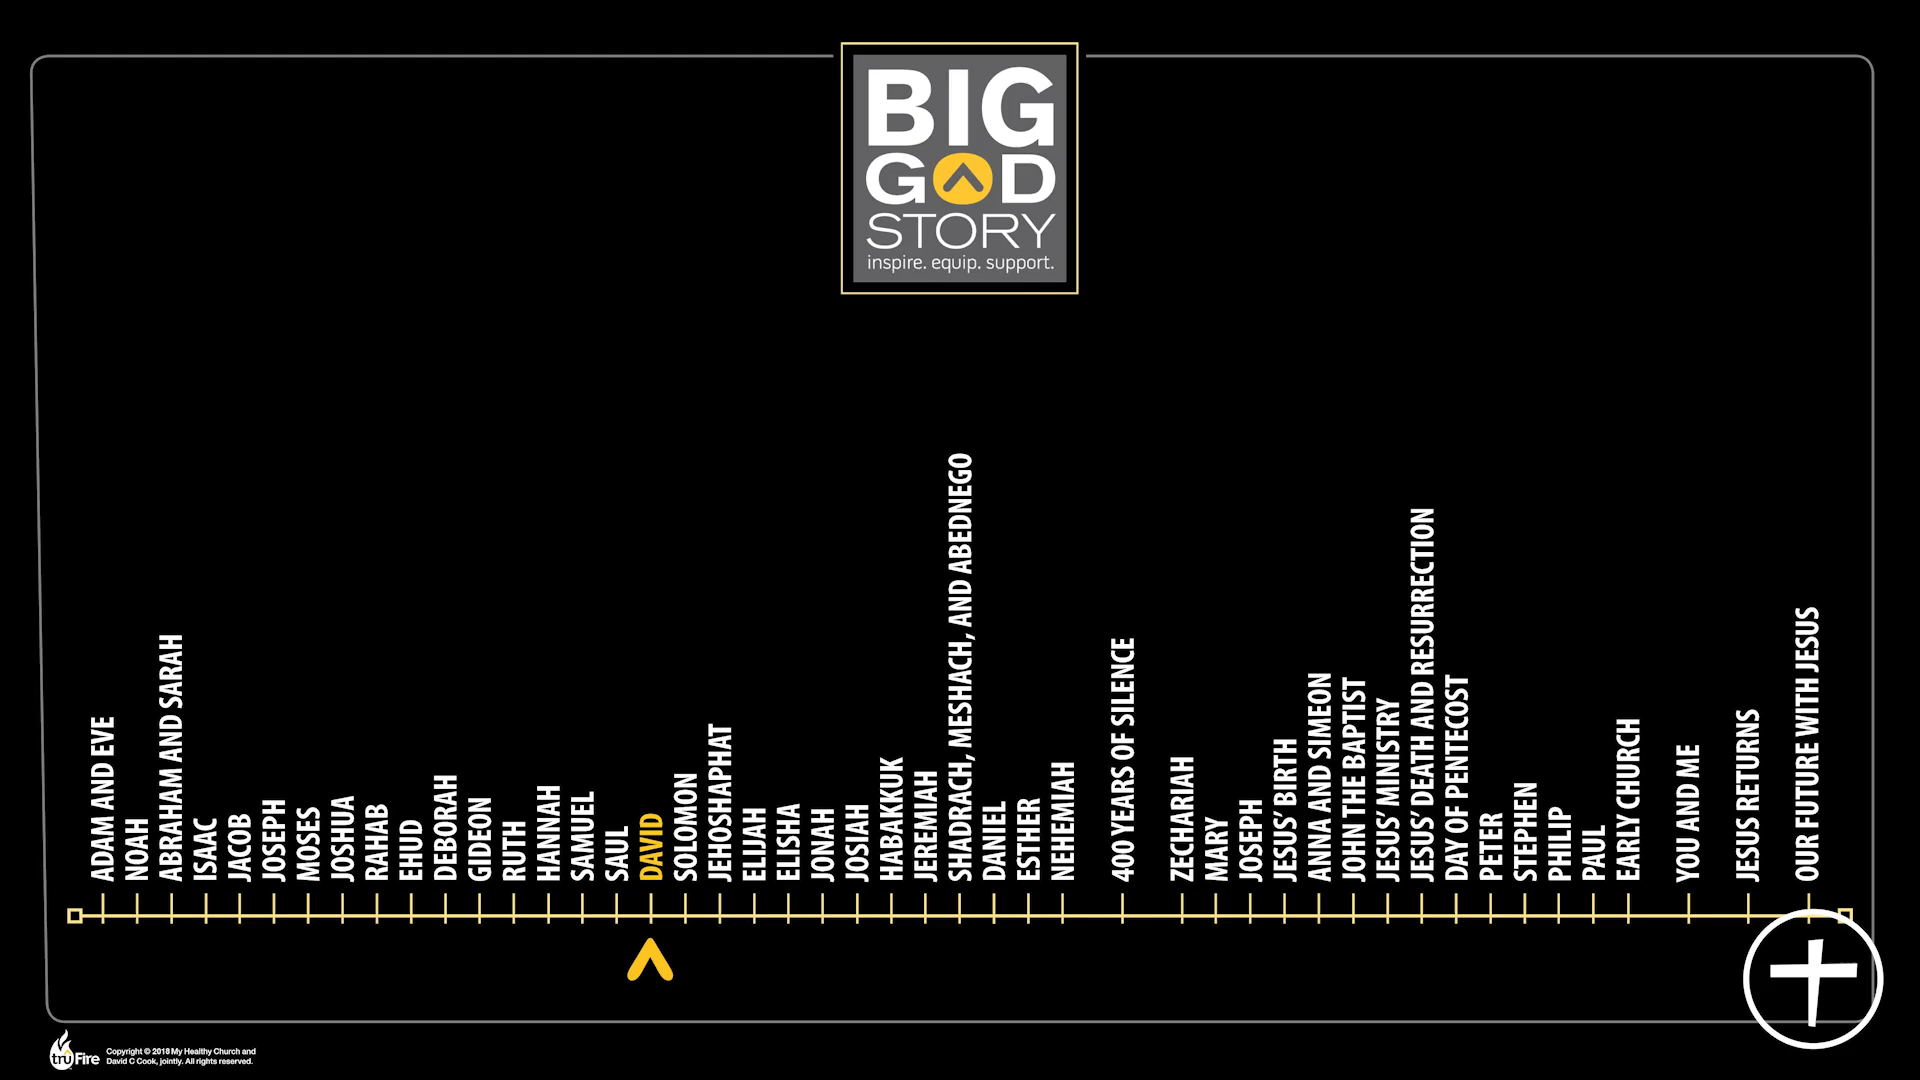 BIG
GOD
STORY
inspire. equip. support.
ADAM AND EVE
NOAH
ABRAHAM AND SARAH
ISAAC
JACOB
JOSEPH
MOSES
JOSHUA
RAHAB
EHUD
DEBORAH
GIDEON
RUTH
HANNAH
SAMUEL
SAUL
DAVID
SOLOMON
JEHOSHAPHAT
ELIJAH
ELISHA
JONAH
JOSIAH
HABAKKUK
JEREMIAH
SHADRACH, MESHACH, AND ABEDNEGO
DANIEL
ESTHER
NEHEMIAH
400 YEARS OF SILENCE
ZECHARIAH
MARY
JOSEPH
JESUS’ BIRTH
ANNA AND SIMEON
JOHN THE BAPTIST
JESUS’ MINISTRY
JESUS’ DEATH AND RESURRECTION
DAY OF PENTECOST
PETER
STEPHEN
PHILIP
PAUL
EARLY CHURCH
YOU AND ME
JESUS RETURNS
OUR FUTURE WITH JESUS
truFire
Copyright © 2018 My Healthy Church and
David C Cook, jointly. All rights reserved.